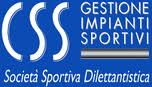 CSS
GESTIONE
IMPIANTI
SPORTIVI
Società Sportiva Dilettantistica